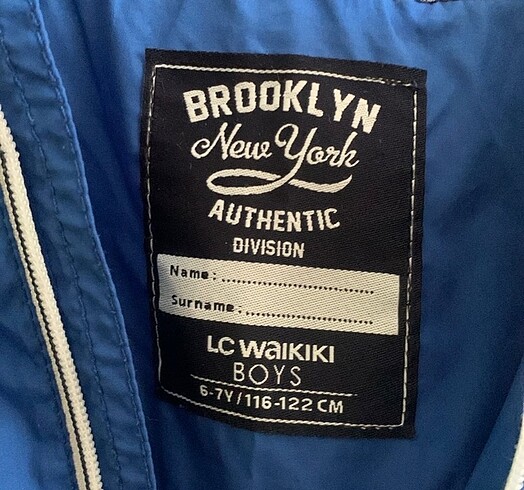 BROOKLYN
New York
AUTHENTIC
DIVISION
Name: ..............................
Surname: .........................
LC WAIKIKI
BOYS
6-7Y/116-122 CM